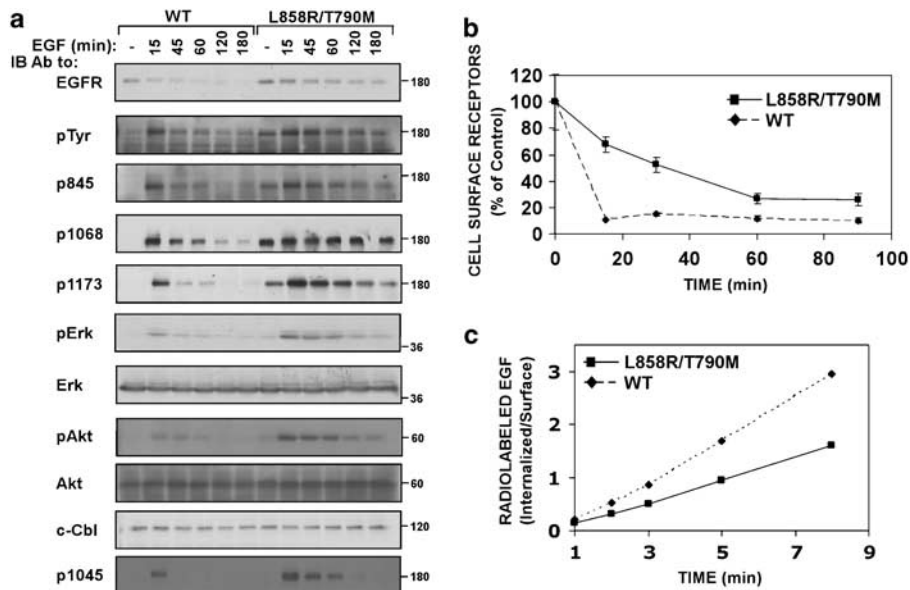 a
WT L858R/T790M
EGF (min): - 15 45 60 120 180 - 15 45 60 120 180
IB Ab to:
EGFR 180
pTyr 180
p845 180
p1068 180
p1173 180
pErk 36
Erk 36
pAkt 60
Akt 60
c-Cbl 120
p1045 180
b
CELL SURFACE RECEPTORS
(% of Control)
120
100
80
60
40
20
0
L858R/T790M
WT
0 20 40 60 80 100
TIME (min)
c
RADIOLABELED EGF
(Internalized/Surface)
3
2
1
0
L858R/T790M
WT
1 3 5 7 9
TIME (min)